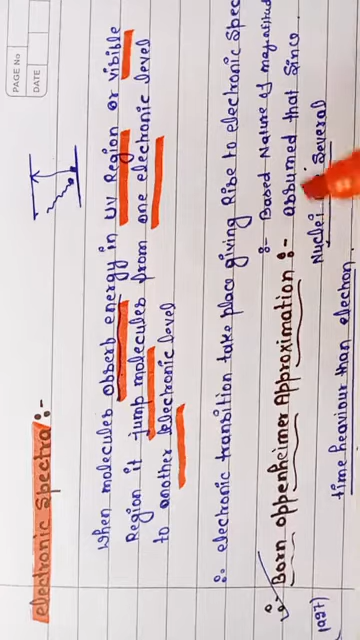 PAGE NO
DATE
electronic spectra :-
When molecules obserb energy in UV Region or visible
Region it jump molecules from one electronic level
to another electronic level
∴ electronic transition take place giving Rise to electronic Spec
Born oppenheimer Approximation :- Based Nature of magnitud
(1927) assumed that since
Nuclei Several
time heaviour than electron